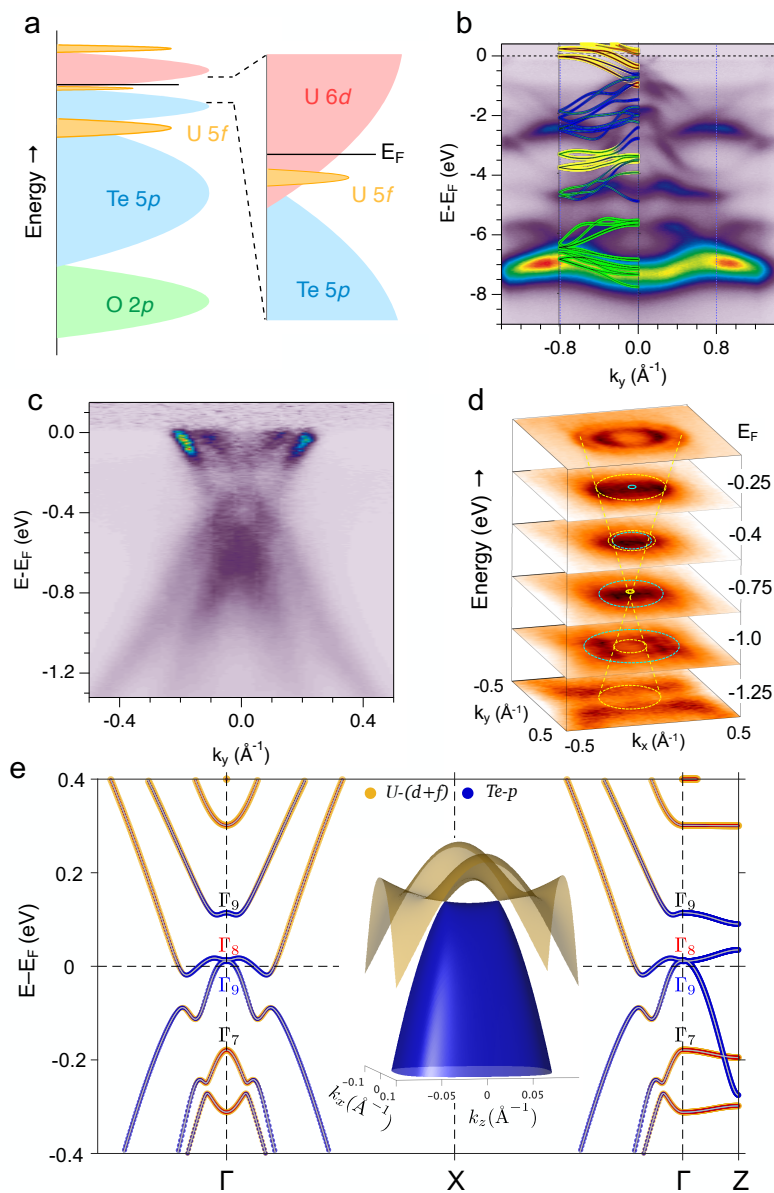 a
Energy →
U 5f
Te 5p
O 2p
U 6d
E_F
U 5f
Te 5p
b
E-E_F (eV)
0
-2
-4
-6
-8
-0.8
0.0
0.8
k_y (Å⁻¹)
c
E-E_F (eV)
0.0
-0.4
-0.8
-1.2
-0.4
0.0
0.4
k_y (Å⁻¹)
d
Energy (eV) →
E_F
-0.25
-0.4
-0.75
-1.0
-1.25
-0.5
k_y (Å⁻¹)
0.5
-0.5
k_x (Å⁻¹)
0.5
e
E−E_F (eV)
0.4
0.2
0
-0.2
-0.4
U-(d+f)
Te-p
Γ₉
Γ₈
Γ₉
Γ₇
Γ₉
Γ₈
Γ₉
Γ₇
−0.1
0.1
k_x(Å⁻¹)
−0.05
0
0.05
k_z(Å⁻¹)
Γ
X
Γ
Z